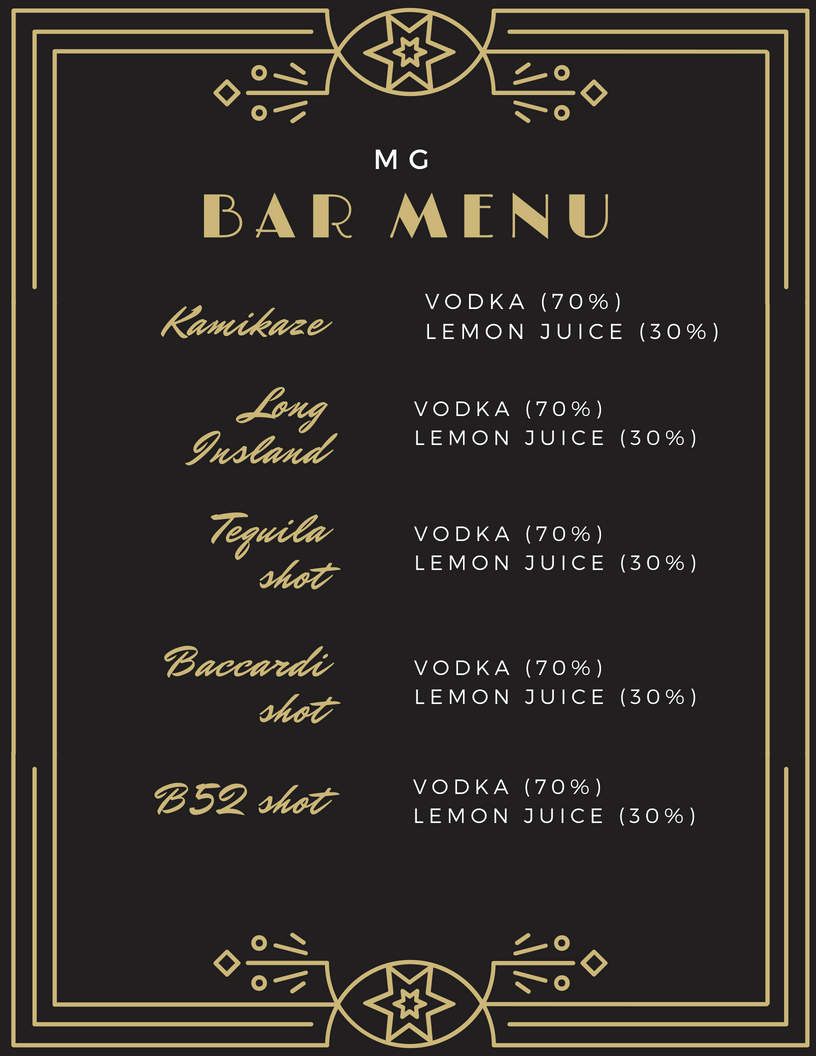 MG
BAR MENU
Kamikaze
VODKA (70%)
LEMON JUICE (30%)
Long
Insland
VODKA (70%)
LEMON JUICE (30%)
Tequila
shot
VODKA (70%)
LEMON JUICE (30%)
Baccardi
shot
VODKA (70%)
LEMON JUICE (30%)
B52 shot
VODKA (70%)
LEMON JUICE (30%)